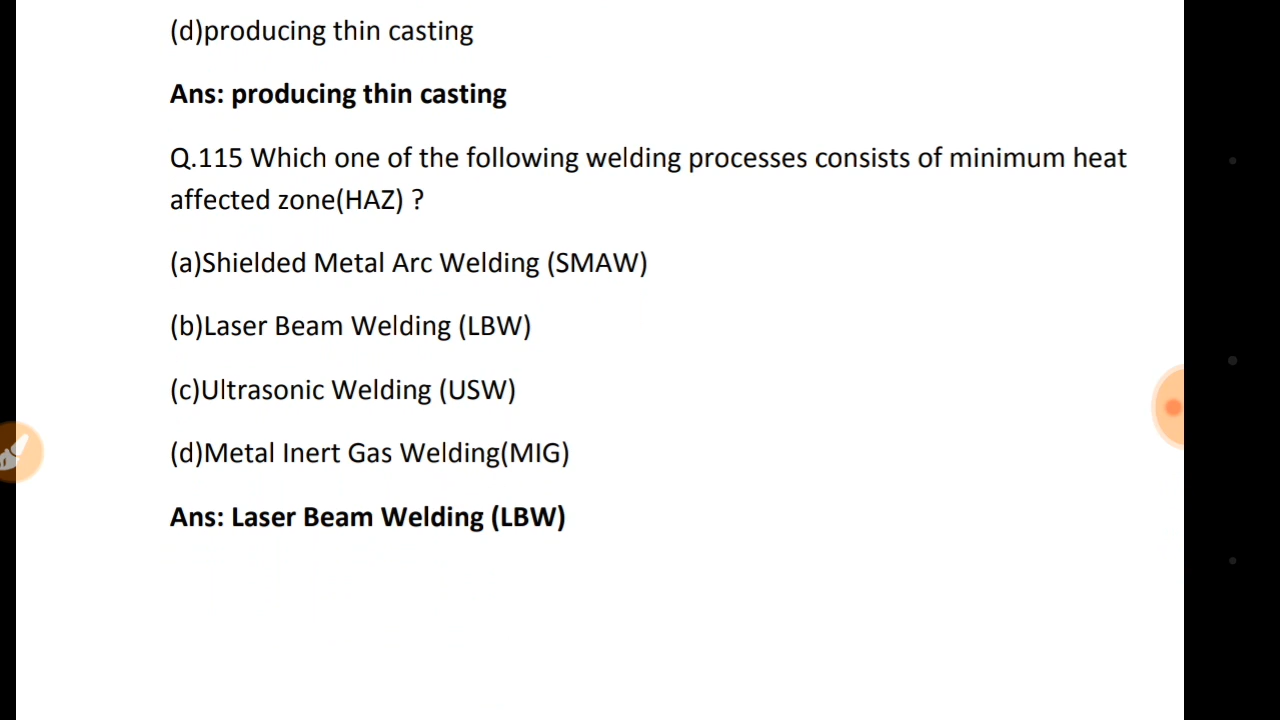 (d)producing thin casting
Ans: producing thin casting
Q.115 Which one of the following welding processes consists of minimum heat
affected zone(HAZ) ?
(a)Shielded Metal Arc Welding (SMAW)
(b)Laser Beam Welding (LBW)
(c)Ultrasonic Welding (USW)
(d)Metal Inert Gas Welding(MIG)
Ans: Laser Beam Welding (LBW)